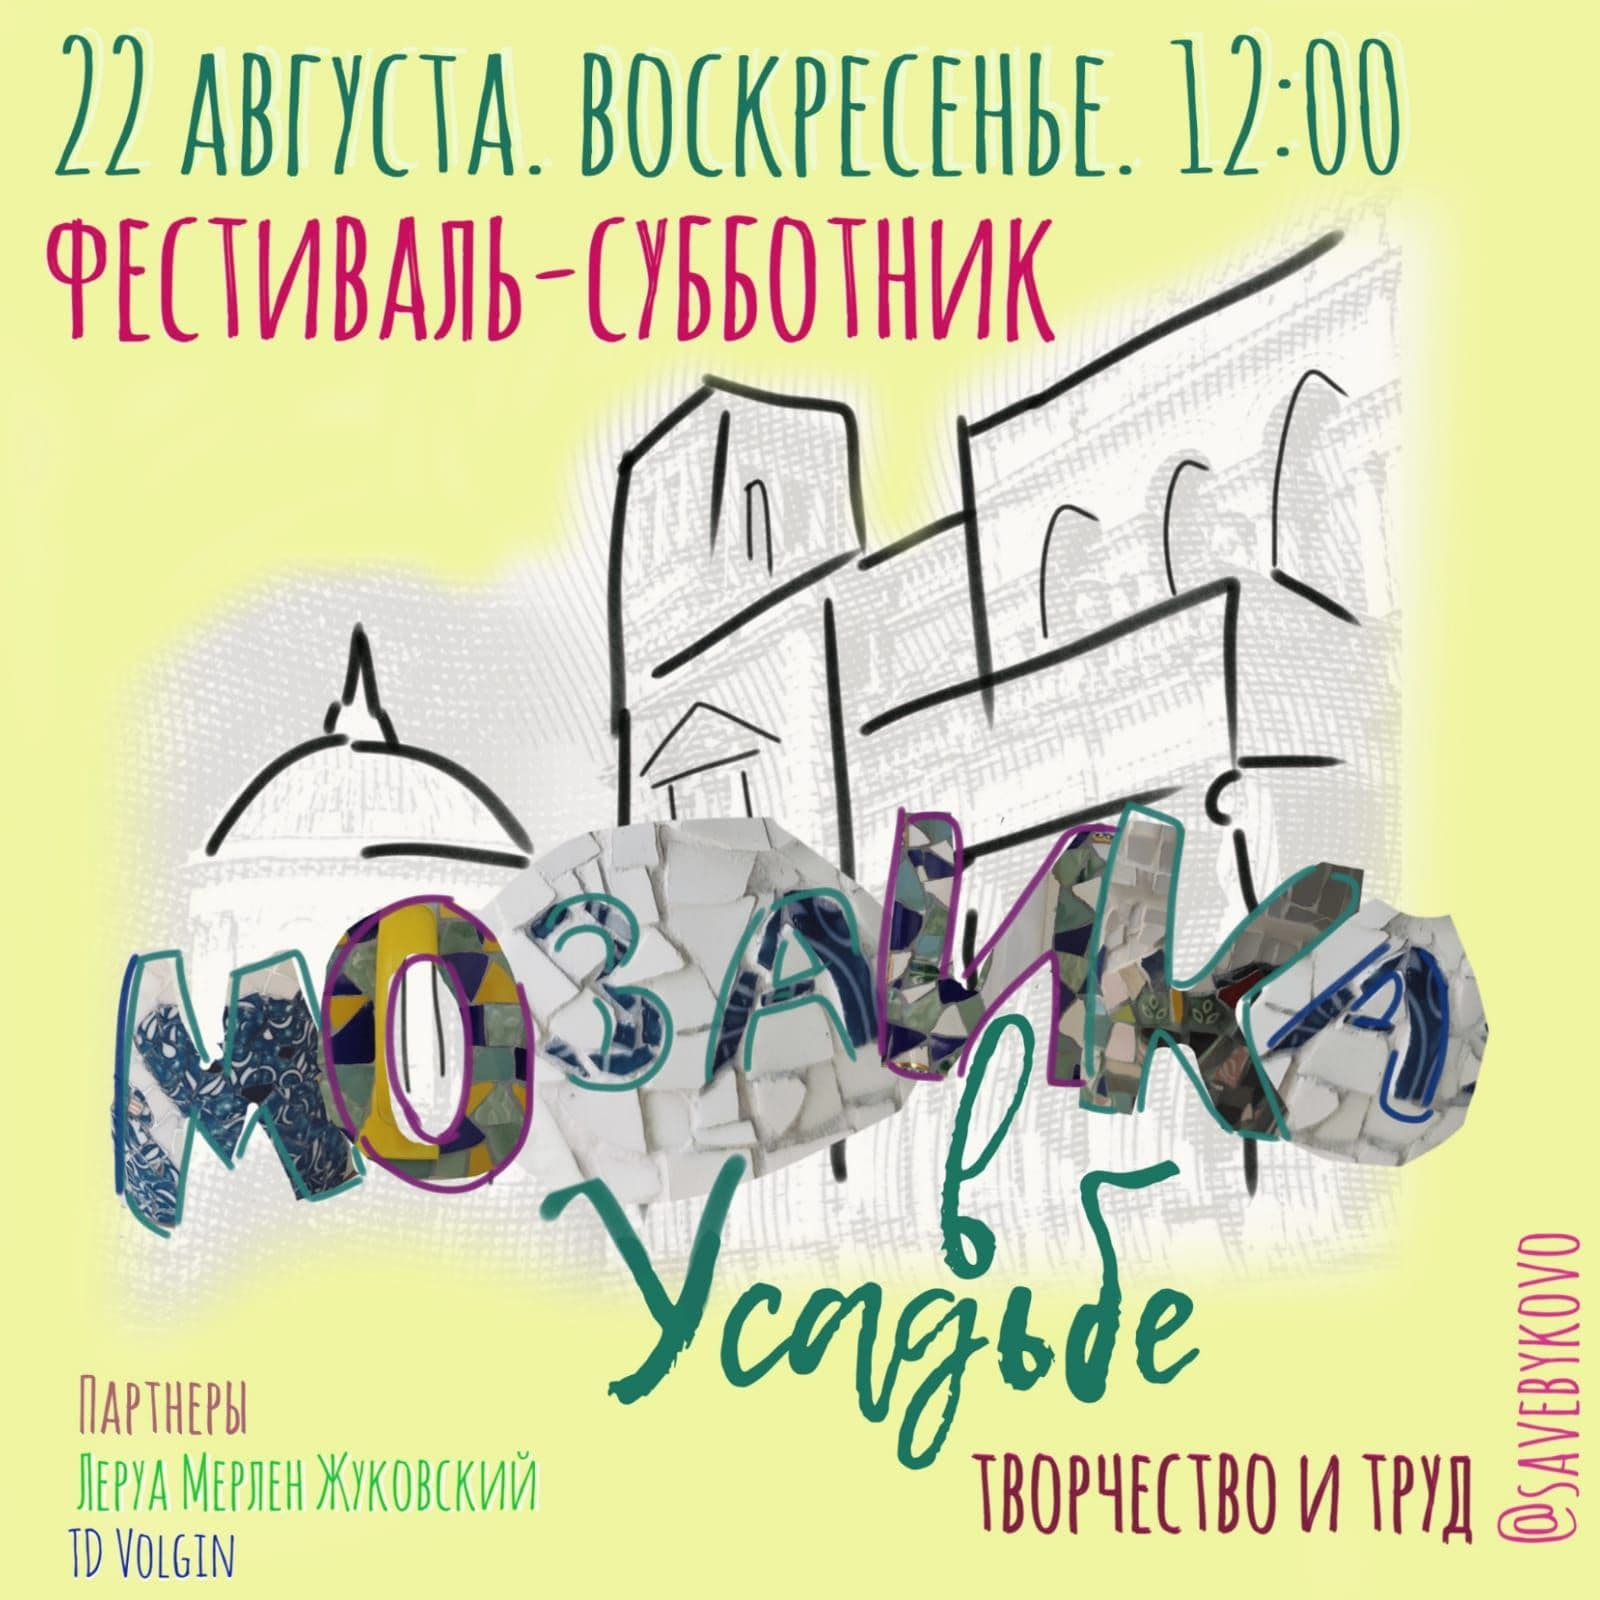 22 АВГУСТА. ВОСКРЕСЕНЬЕ. 12:00
ФЕСТИВАЛЬ-СУББОТНИК
МОЗАИКА
в
Усадьбе
ПАРТНЕРЫ
ЛЕРУА МЕРЛЕН ЖУКОВСКИЙ
TD VOLGIN
ТВОРЧЕСТВО И ТРУД
@SAVEBYKOVO